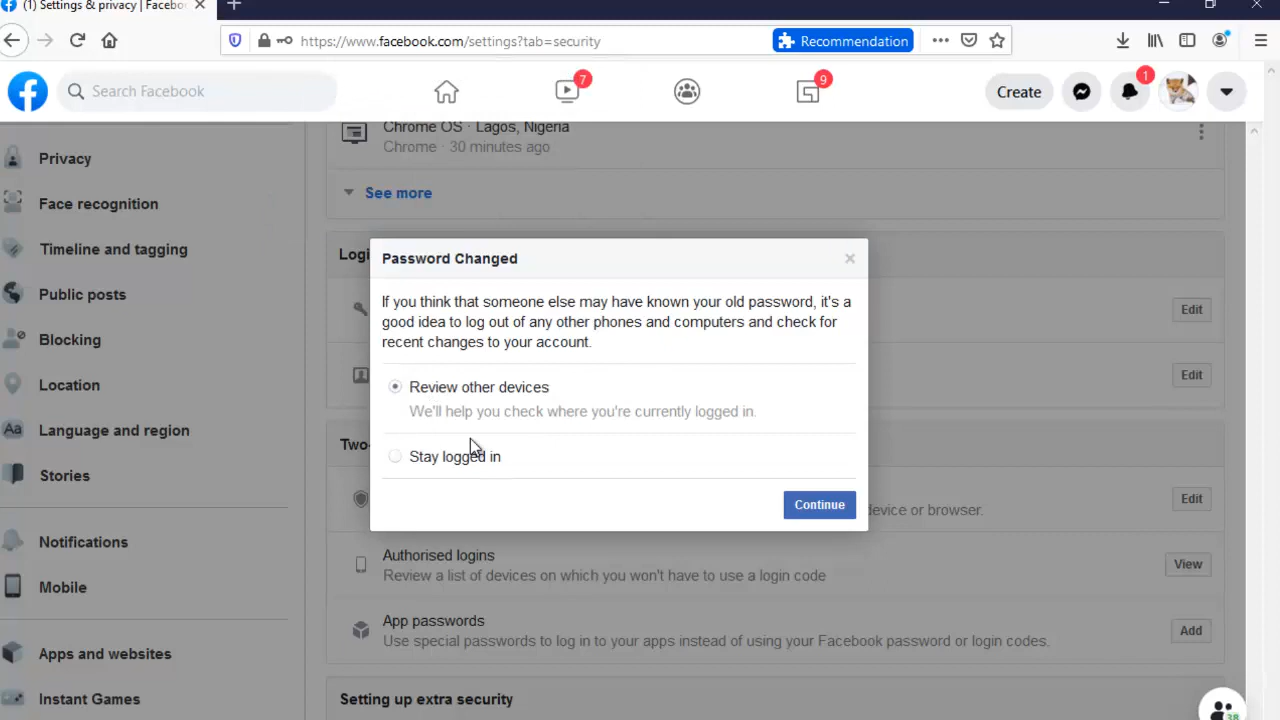 (1) Settings & privacy | Facebo
https://www.facebook.com/settings?tab=security
Recommendation
Search Facebook
7
9
Create
1
Privacy
Face recognition
Timeline and tagging
Public posts
Blocking
Location
Aa
Language and region
Stories
Notifications
Mobile
Apps and websites
Instant Games
Chrome OS · Lagos, Nigeria
Chrome · 30 minutes ago
See more
Logi
Edit
Edit
Password Changed
If you think that someone else may have known your old password, it's a
good idea to log out of any other phones and computers and check for
recent changes to your account.
Review other devices
We'll help you check where you're currently logged in.
Stay logged in
Continue
Two-
device or browser.
Edit
Authorised logins
Review a list of devices on which you won't have to use a login code
View
App passwords
Use special passwords to log in to your apps instead of using your Facebook password or login codes.
Add
Setting up extra security
38